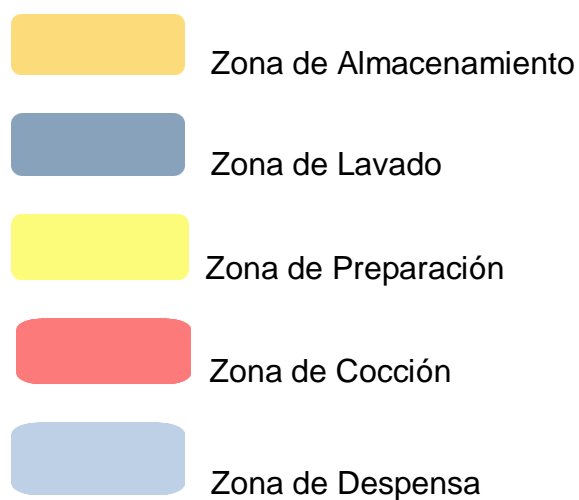 Zona de Almacenamiento
Zona de Lavado
Zona de Preparación
Zona de Cocción
Zona de Despensa